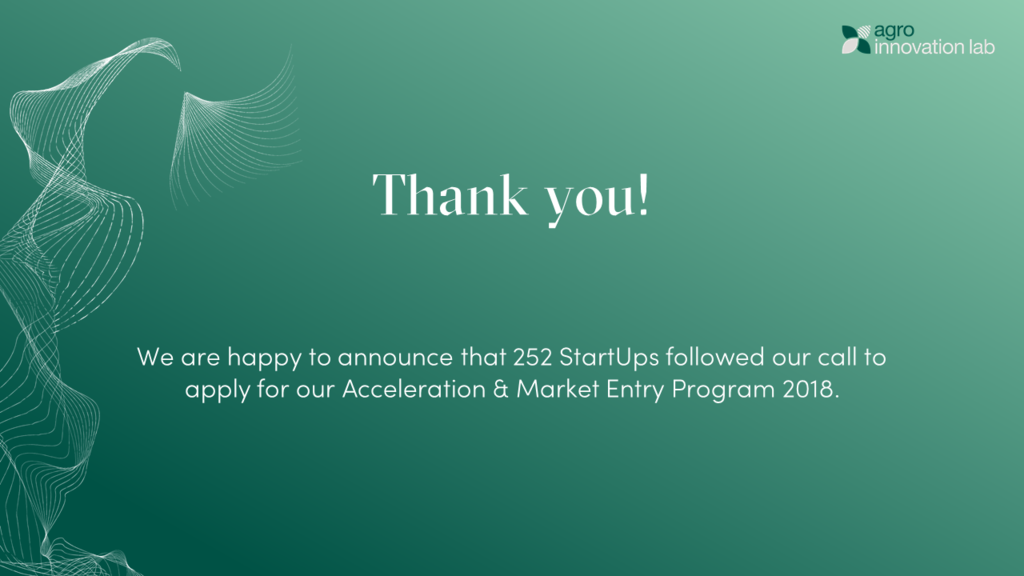 agro
innovation lab
Thank you!
We are happy to announce that 252 StartUps followed our call to
apply for our Acceleration & Market Entry Program 2018.